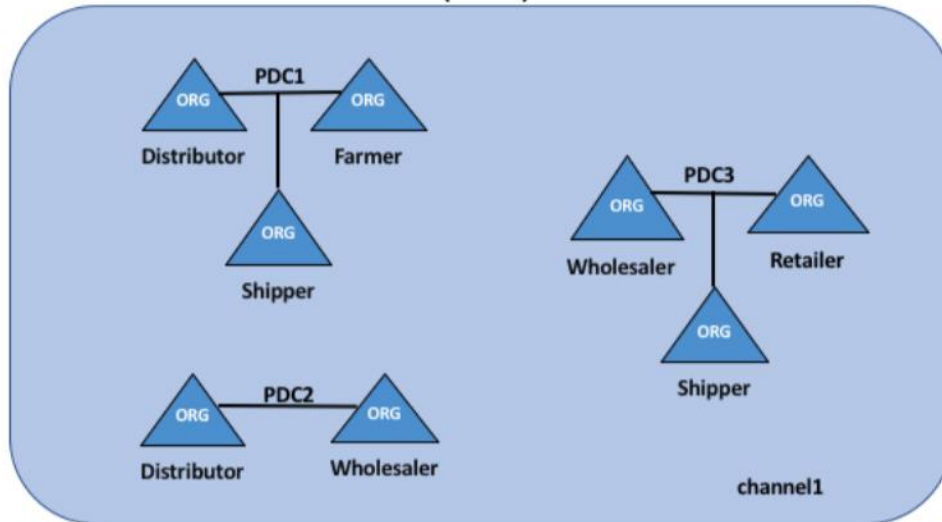 PDC1
ORG
ORG
Distributor
Farmer
ORG
Shipper
PDC3
ORG
ORG
Wholesaler
Retailer
ORG
Shipper
PDC2
ORG
ORG
Distributor
Wholesaler
channel1